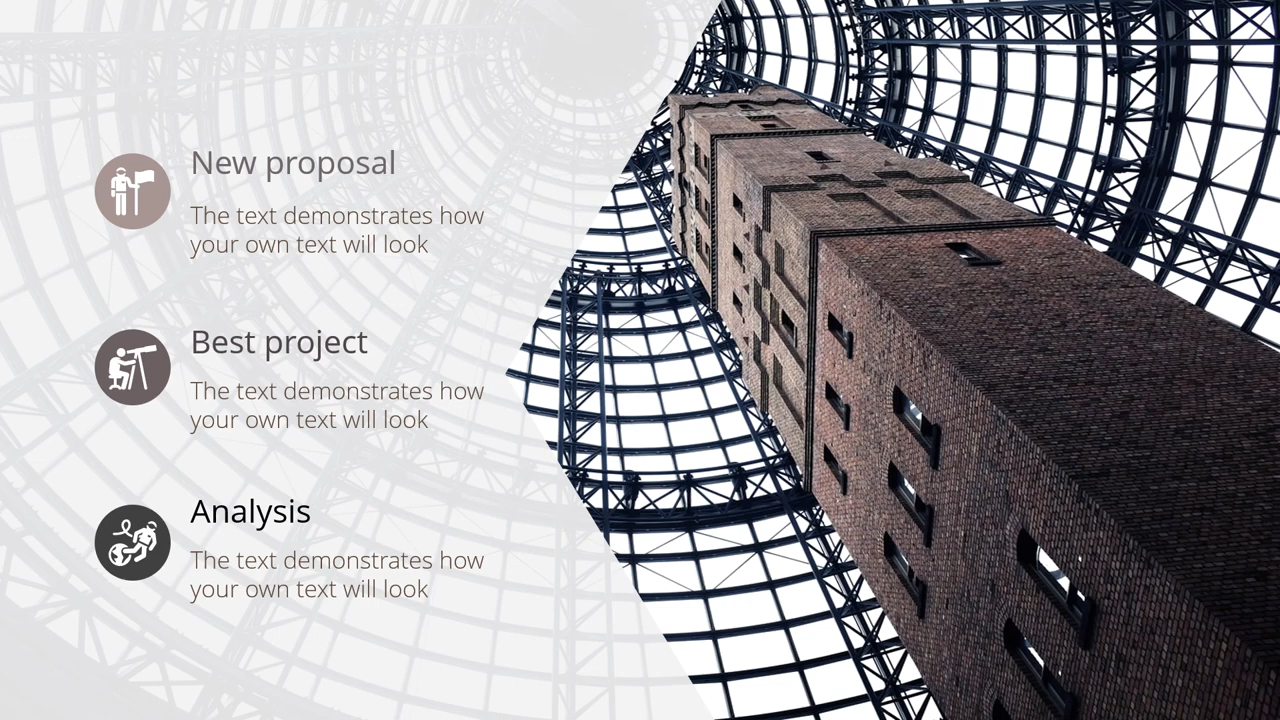 New proposal
The text demonstrates how
your own text will look
Best project
The text demonstrates how
your own text will look
Analysis
The text demonstrates how
your own text will look